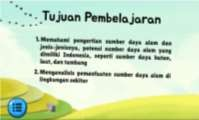 Tujuan Pembelajaran
1. Memahami pengertian sumber daya alam dan
jenis-jenisnya, potensi sumber daya alam yang
dimiliki Indonesia, seperti sumber daya hutan,
laut, dan tambang
2. Menganalisis pemanfaatan sumber daya alam di
lingkungan sekitar